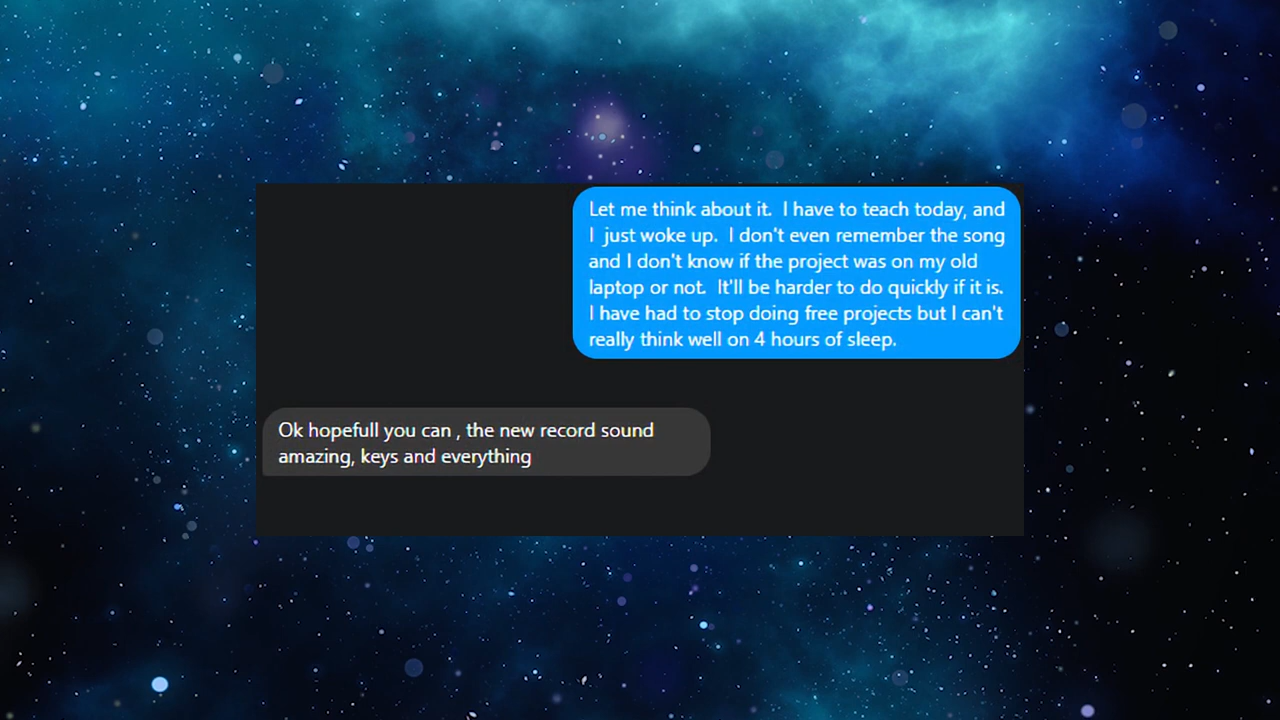 Let me think about it.  I have to teach today, and
I  just woke up.  I don't even remember the song
and I don't know if the project was on my old
laptop or not.  It'll be harder to do quickly if it is.
I have had to stop doing free projects but I can't
really think well on 4 hours of sleep.
Ok hopefull you can , the new record sound
amazing, keys and everything